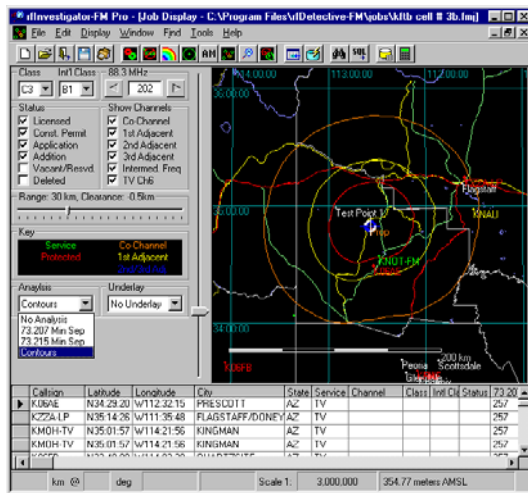 rfInvestigator-FM Pro - [Job Display - C:\Program Files\rfDetective-FM\jobs\kftb cell # 3b.fmj]
File Edit Display Window Find Tools Help
AM SQL
Class Int'l Class 88.3 MHz
C3 B1 < 202 >
Status Show Channels
Licensed Co-Channel
Const. Permit 1st Adjacent
Application 2nd Adjacent
Addition 3rd Adjacent
Vacant/Resvd. Intermed. Freq
Deleted TV Ch6
Range: 30 km, Clearance: -0.5km
Key
Service Co-Channel
Protected 1st Adjacent
2nd/3rd Adj
Anaylsis Underlay
Contours No Underlay
No Analysis
73.207 Min Sep
73.215 Min Sep
Contours
114:00:00 113:00:00 112:00:00
36:00:00
Flagstaff
35:00:00
Test Point 1
KNAU
Prop
KNOT-FM
K06AE
34:00:00
200 km
K06FB
Peoria Scottsdale
Callsign Latitude Longitude City State Service Channel Class Intl Cla Status 73.20
K06AE N34:29:20 W112:32:15 PRESCOTT AZ TV 257
KZZA-LP N35:14:26 W111:35:48 FLAGSTAFF/DONEY AZ TV 257
KMOH-TV N35:01:57 W114:21:56 KINGMAN AZ TV 257
KMOH-TV N35:01:57 W114:21:56 KINGMAN AZ TV 257
km @ deg Scale 1: 3,000,000 354.77 meters AMSL